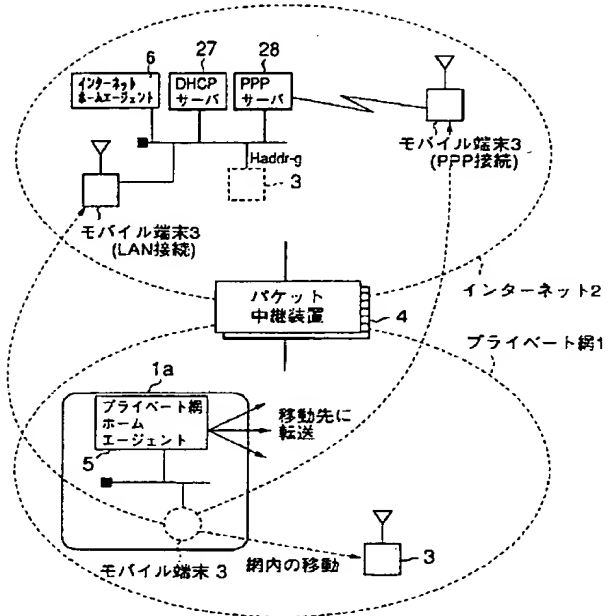 6
27
28
インターネット
ホームエージェント
DHCP
サーバ
PPP
サーバ
Haddr-g
3
モバイル端末3
(PPP接続)
モバイル端末3
(LAN接続)
インターネット2
パケット
中継装置
4
プライベート網1
1a
プライベート網
ホーム
エージェント
5
移動先に
転送
モバイル端末 3
網内の移動
3